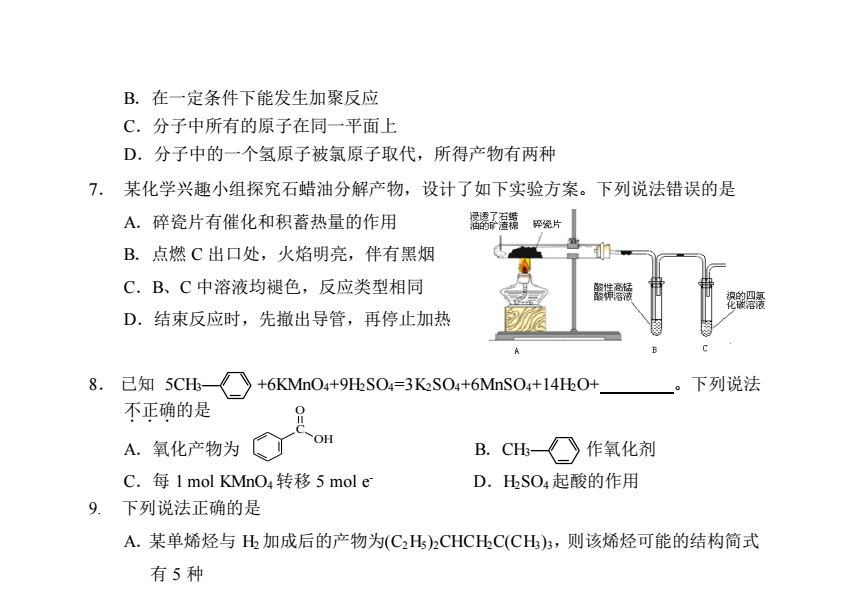 B．在一定条件下能发生加聚反应
C．分子中所有的原子在同一平面上
D．分子中的一个氢原子被氯原子取代，所得产物有两种
7． 某化学兴趣小组探究石蜡油分解产物，设计了如下实验方案。下列说法错误的是
A．碎瓷片有催化和积蓄热量的作用
B．点燃 C 出口处，火焰明亮，伴有黑烟
C．B、C 中溶液均褪色，反应类型相同
D．结束反应时，先撤出导管，再停止加热
浸透了石蜡
油的矿渣棉
碎瓷片
酸性高锰
酸钾溶液
溴的四氯
化碳溶液
A B C
8． 已知 5CH₃— +6KMnO₄+9H₂SO₄=3K₂SO₄+6MnSO₄+14H₂O+ 。下列说法
不正确的是
A．氧化产物为 O C OH B．CH₃— 作氧化剂
C．每 1 mol KMnO₄ 转移 5 mol e⁻ D．H₂SO₄ 起酸的作用
9. 下列说法正确的是
A．某单烯烃与 H₂ 加成后的产物为(C₂H₅)₂CHCH₂C(CH₃)₃，则该烯烃可能的结构简式
有 5 种